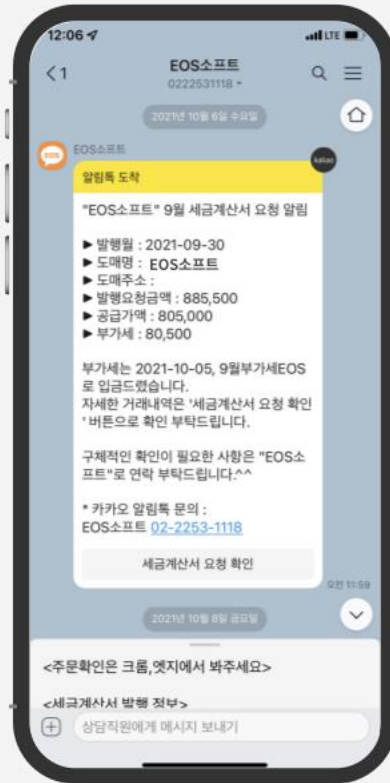 12:06
LTE
1
EOS소프트
0222531118
2021년 10월 6일 수요일
EOS
EOS소프트
kakao
알림톡 도착
"EOS소프트" 9월 세금계산서 요청 알림
▶ 발행월 : 2021-09-30
▶ 도매명 : EOS소프트
▶ 도매주소 :
▶ 발행요청금액 : 885,500
▶ 공급가액 : 805,000
▶ 부가세 : 80,500
부가세는 2021-10-05, 9월부가세EOS
로 입금드렸습니다.
자세한 거래내역은 '세금계산서 요청 확인
' 버튼으로 확인 부탁드립니다.
구체적인 확인이 필요한 사항은 "EOS소
프트"로 연락 부탁드립니다.^^
* 카카오 알림톡 문의 :
EOS소프트 02-2253-1118
세금계산서 요청 확인
오전 11:59
2021년 10월 8일 금요일
<주문확인은 크롬,엣지에서 봐주세요>
<세금계산서 발행 정보>
상담직원에게 메시지 보내기